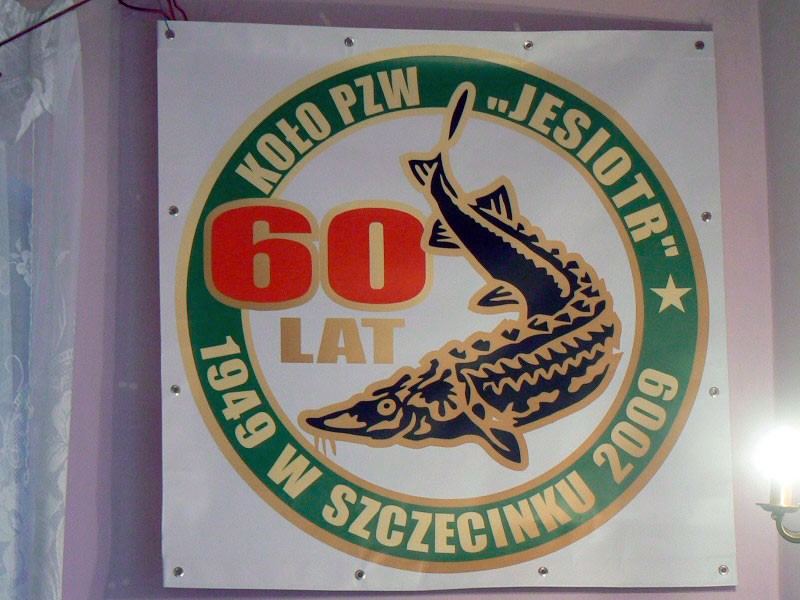 KOŁO PZW „JESIOTR"
60
LAT
1949 W SZCZECINKU 2009